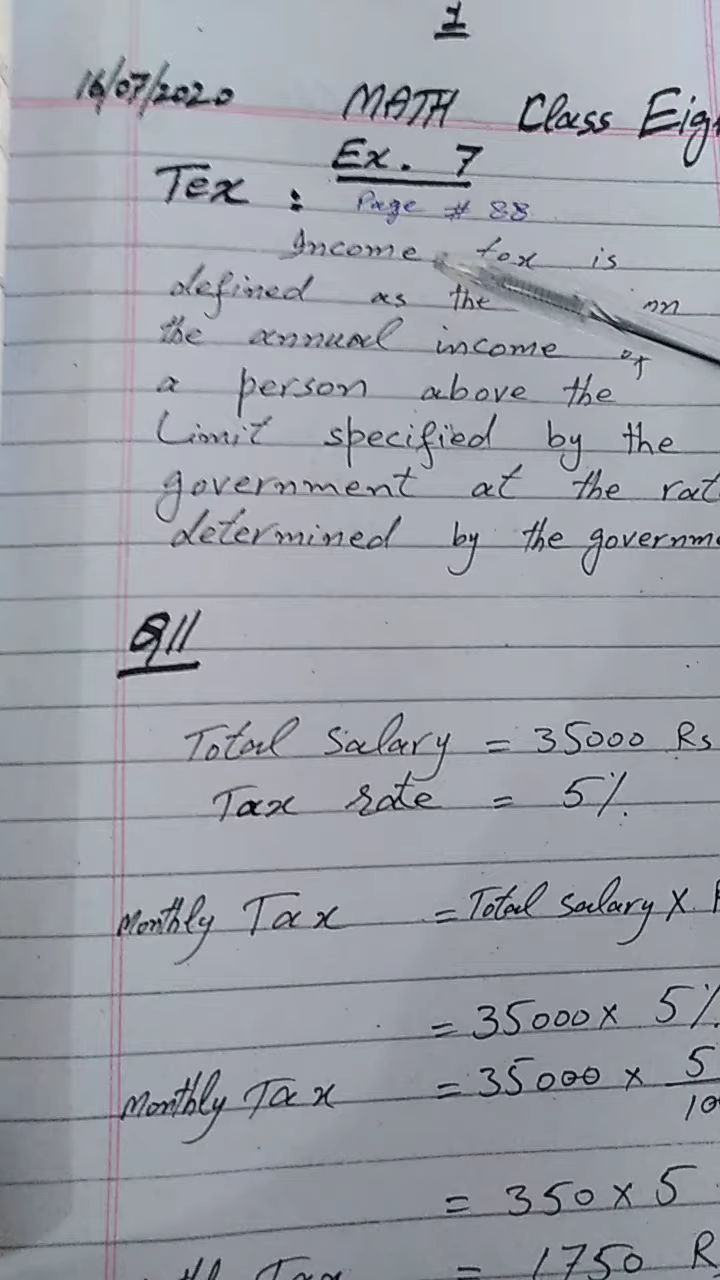 1
16/07/2020 MATH Class Eig
Ex. 7
Tex : Page # 88
Income tax is
defined as the on
the annual income of
a person above the
Limit specified by the
government at the rat
determined by the governm
Q11
Total Salary = 35000 Rs
Tax rate = 5%
Monthly Tax = Total salary ×
= 35000 × 5%
Monthly Tax = 35000 × 5/10
= 350 × 5
Tax = 1750 R